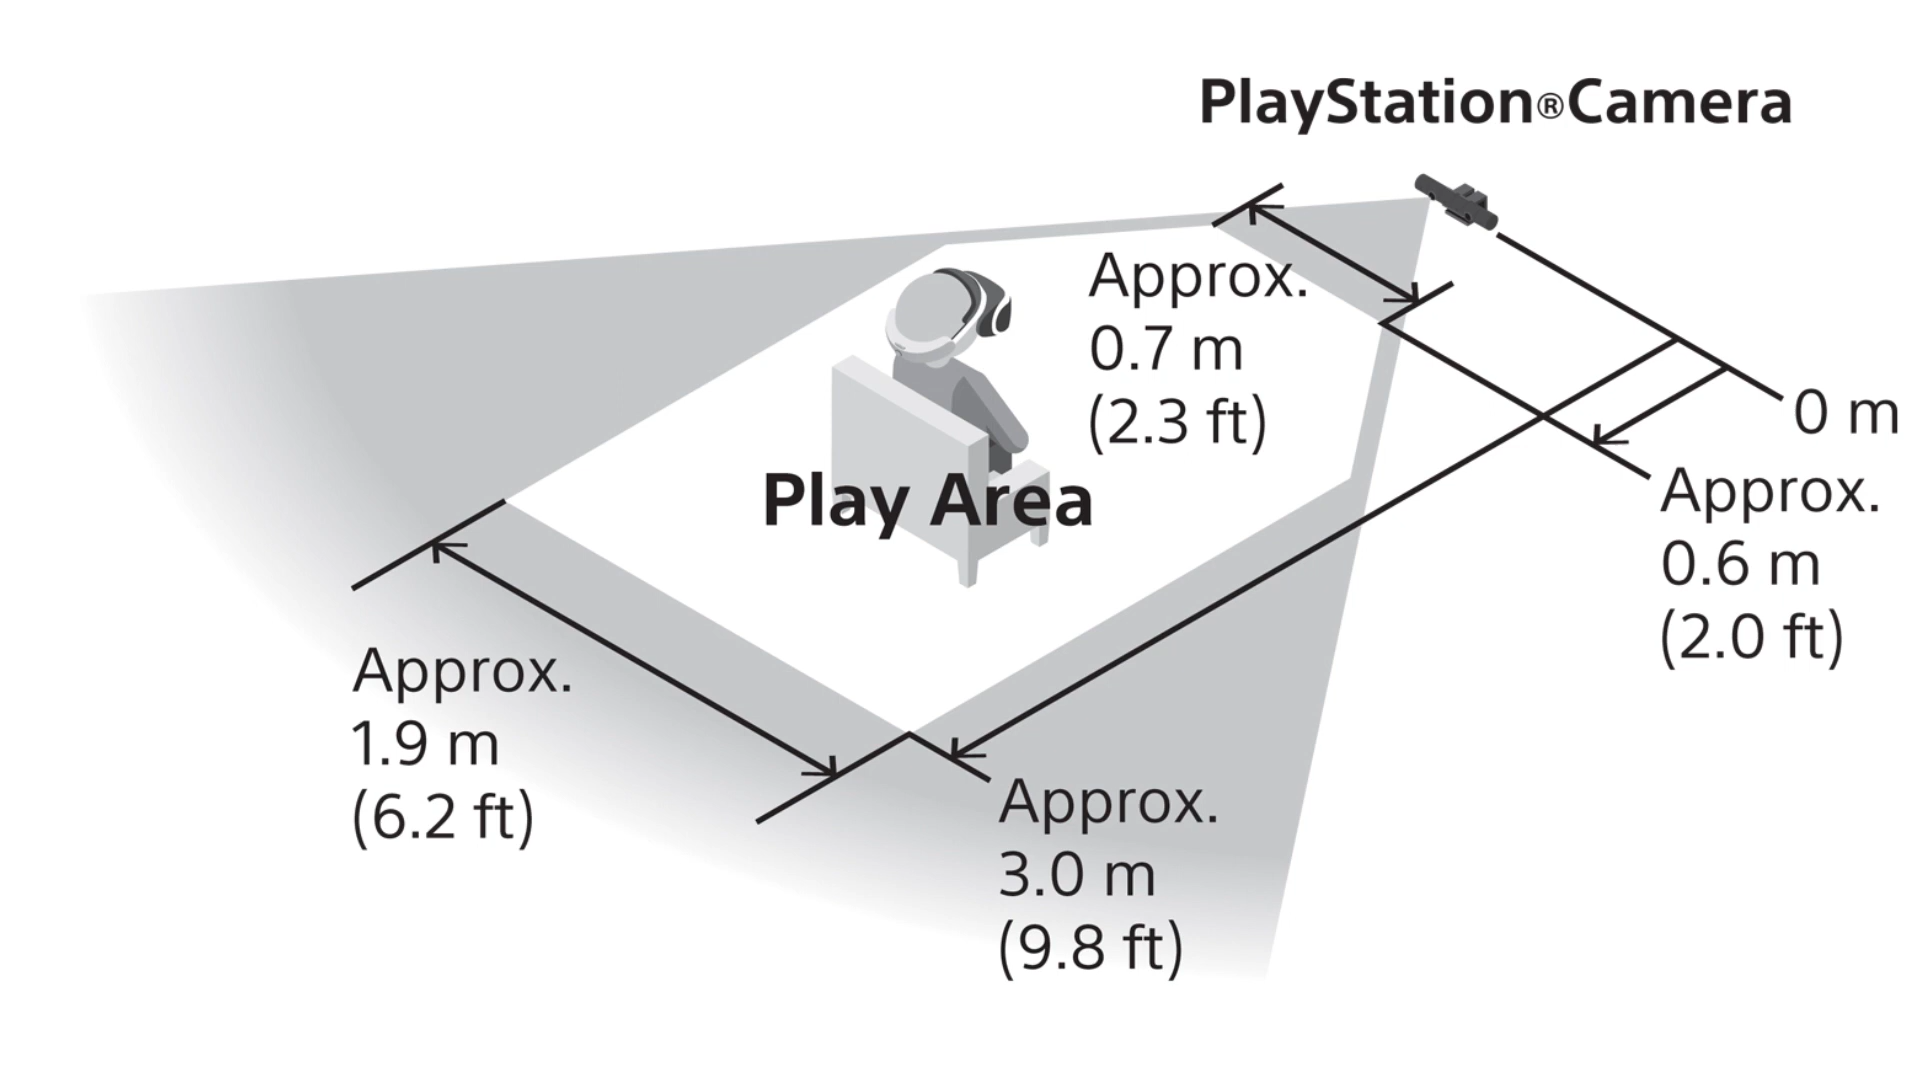 PlayStation®Camera
Approx.
0.7 m
(2.3 ft)
0 m
Approx.
0.6 m
(2.0 ft)
Play Area
Approx.
1.9 m
(6.2 ft)
Approx.
3.0 m
(9.8 ft)